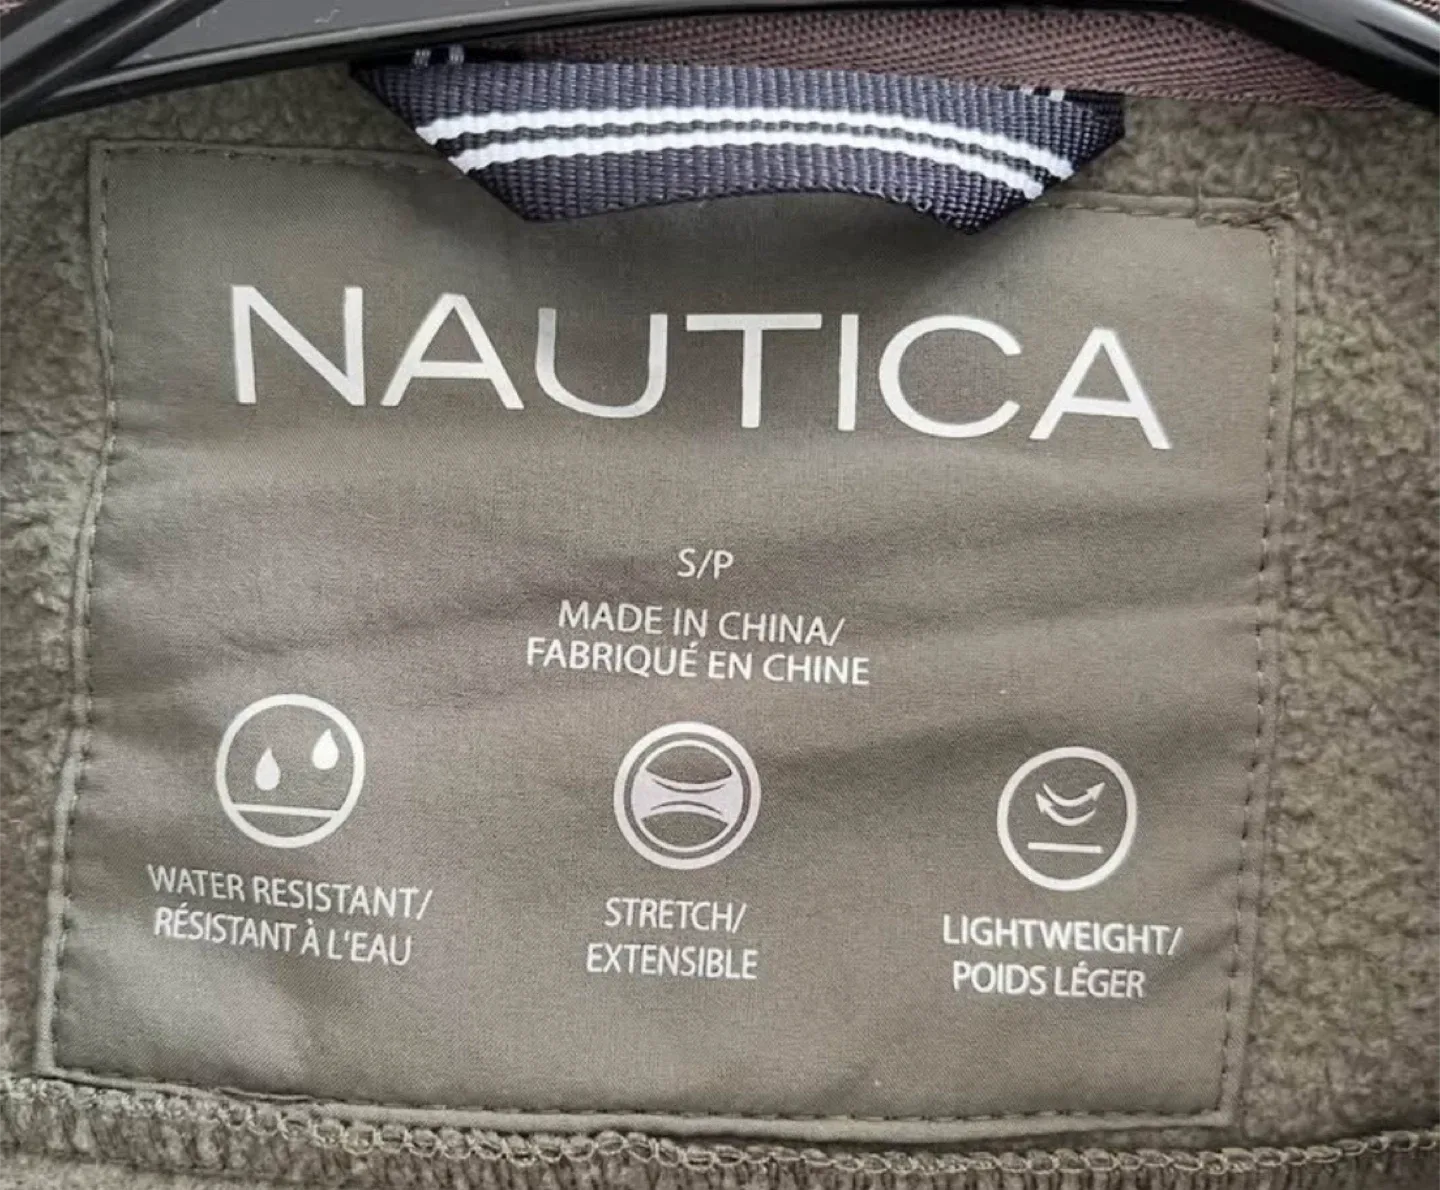 NAUTICA
S/P
MADE IN CHINA/
FABRIQUÉ EN CHINE
WATER RESISTANT/
RÉSISTANT À L'EAU
STRETCH/
EXTENSIBLE
LIGHTWEIGHT/
POIDS LÉGER